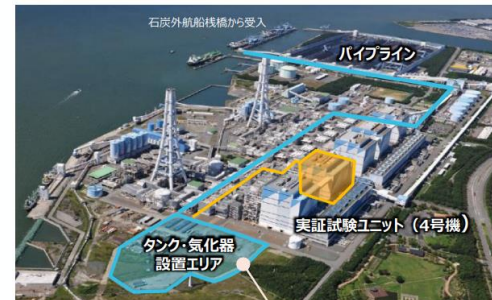 石炭外航船桟橋から受入
パイプライン
実証試験ユニット（4号機）
タンク・気化器
設置エリア